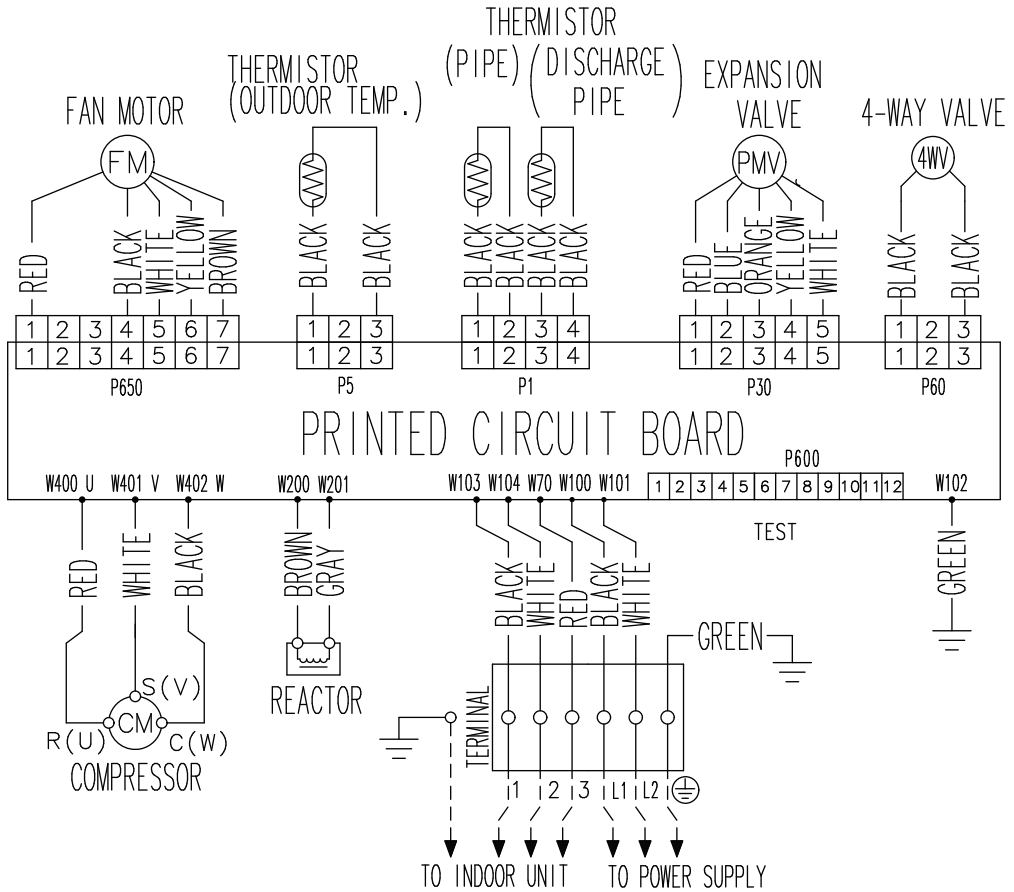 THERMISTOR
(PIPE) (DISCHARGE PIPE)
THERMISTOR
(OUTDOOR TEMP.)
EXPANSION
VALVE
FAN MOTOR
4-WAY VALVE
FM
PMV
4WV
RED BLACK WHITE YELLOW BROWN
BLACK BLACK
BLACK BLACK BLACK BLACK
RED BLUE ORANGE YELLOW WHITE
BLACK BLACK
1 2 3 4 5 6 7
1 2 3
1 2 3 4
1 2 3 4 5
1 2 3
1 2 3 4 5 6 7
1 2 3
1 2 3 4
1 2 3 4 5
1 2 3
P650
P5
P1
P30
P60
PRINTED CIRCUIT BOARD
P600
W400 U W401 V W402 W
W200 W201
W103 W104 W70 W100 W101
1 2 3 4 5 6 7 8 9 10 11 12
W102
TEST
RED WHITE BLACK
BROWN GRAY
BLACK WHITE RED BLACK WHITE
GREEN
GREEN
S(V)
CM
R(U)
C(W)
COMPRESSOR
REACTOR
TERMINAL
1 2 3 L1 L2
TO INDOOR UNIT
TO POWER SUPPLY